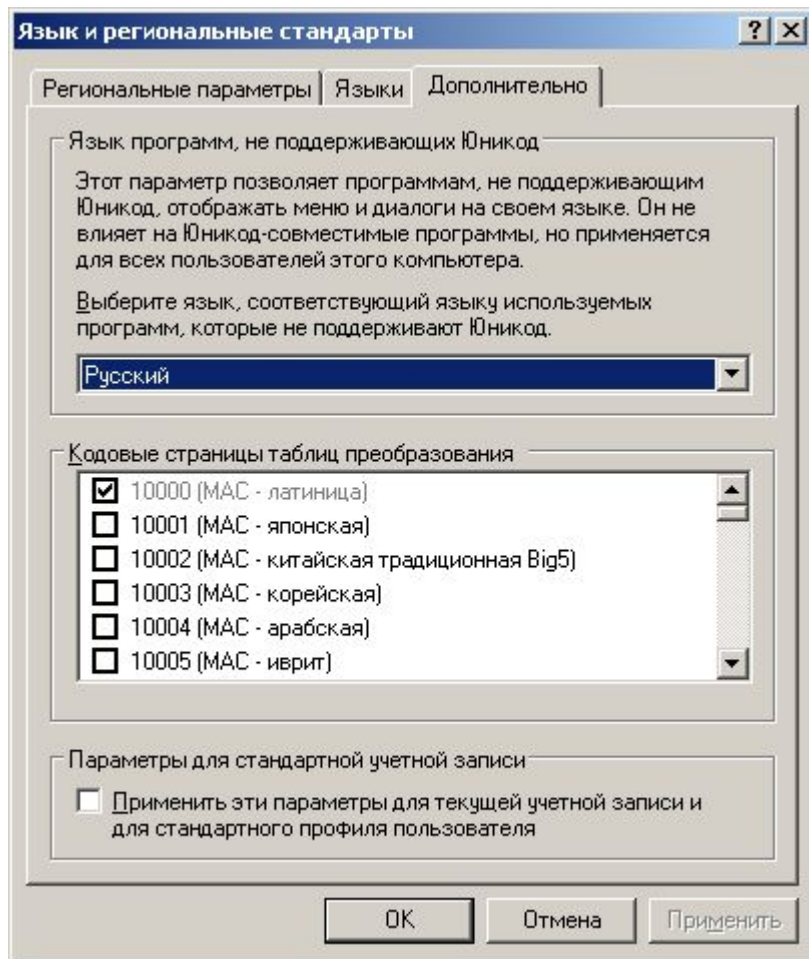 Язык и региональные стандарты
Региональные параметры
Языки
Дополнительно
Язык программ, не поддерживающих Юникод
Этот параметр позволяет программам, не поддерживающим
Юникод, отображать меню и диалоги на своем языке. Он не
влияет на Юникод-совместимые программы, но применяется
для всех пользователей этого компьютера.
Выберите язык, соответствующий языку используемых
программ, которые не поддерживают Юникод.
Русский
Кодовые страницы таблиц преобразования
10000 (MAC - латиница)
10001 (MAC - японская)
10002 (MAC - китайская традиционная Big5)
10003 (MAC - корейская)
10004 (MAC - арабская)
10005 (MAC - иврит)
Параметры для стандартной учетной записи
Применить эти параметры для текущей учетной записи и
для стандартного профиля пользователя
OK
Отмена
Применить